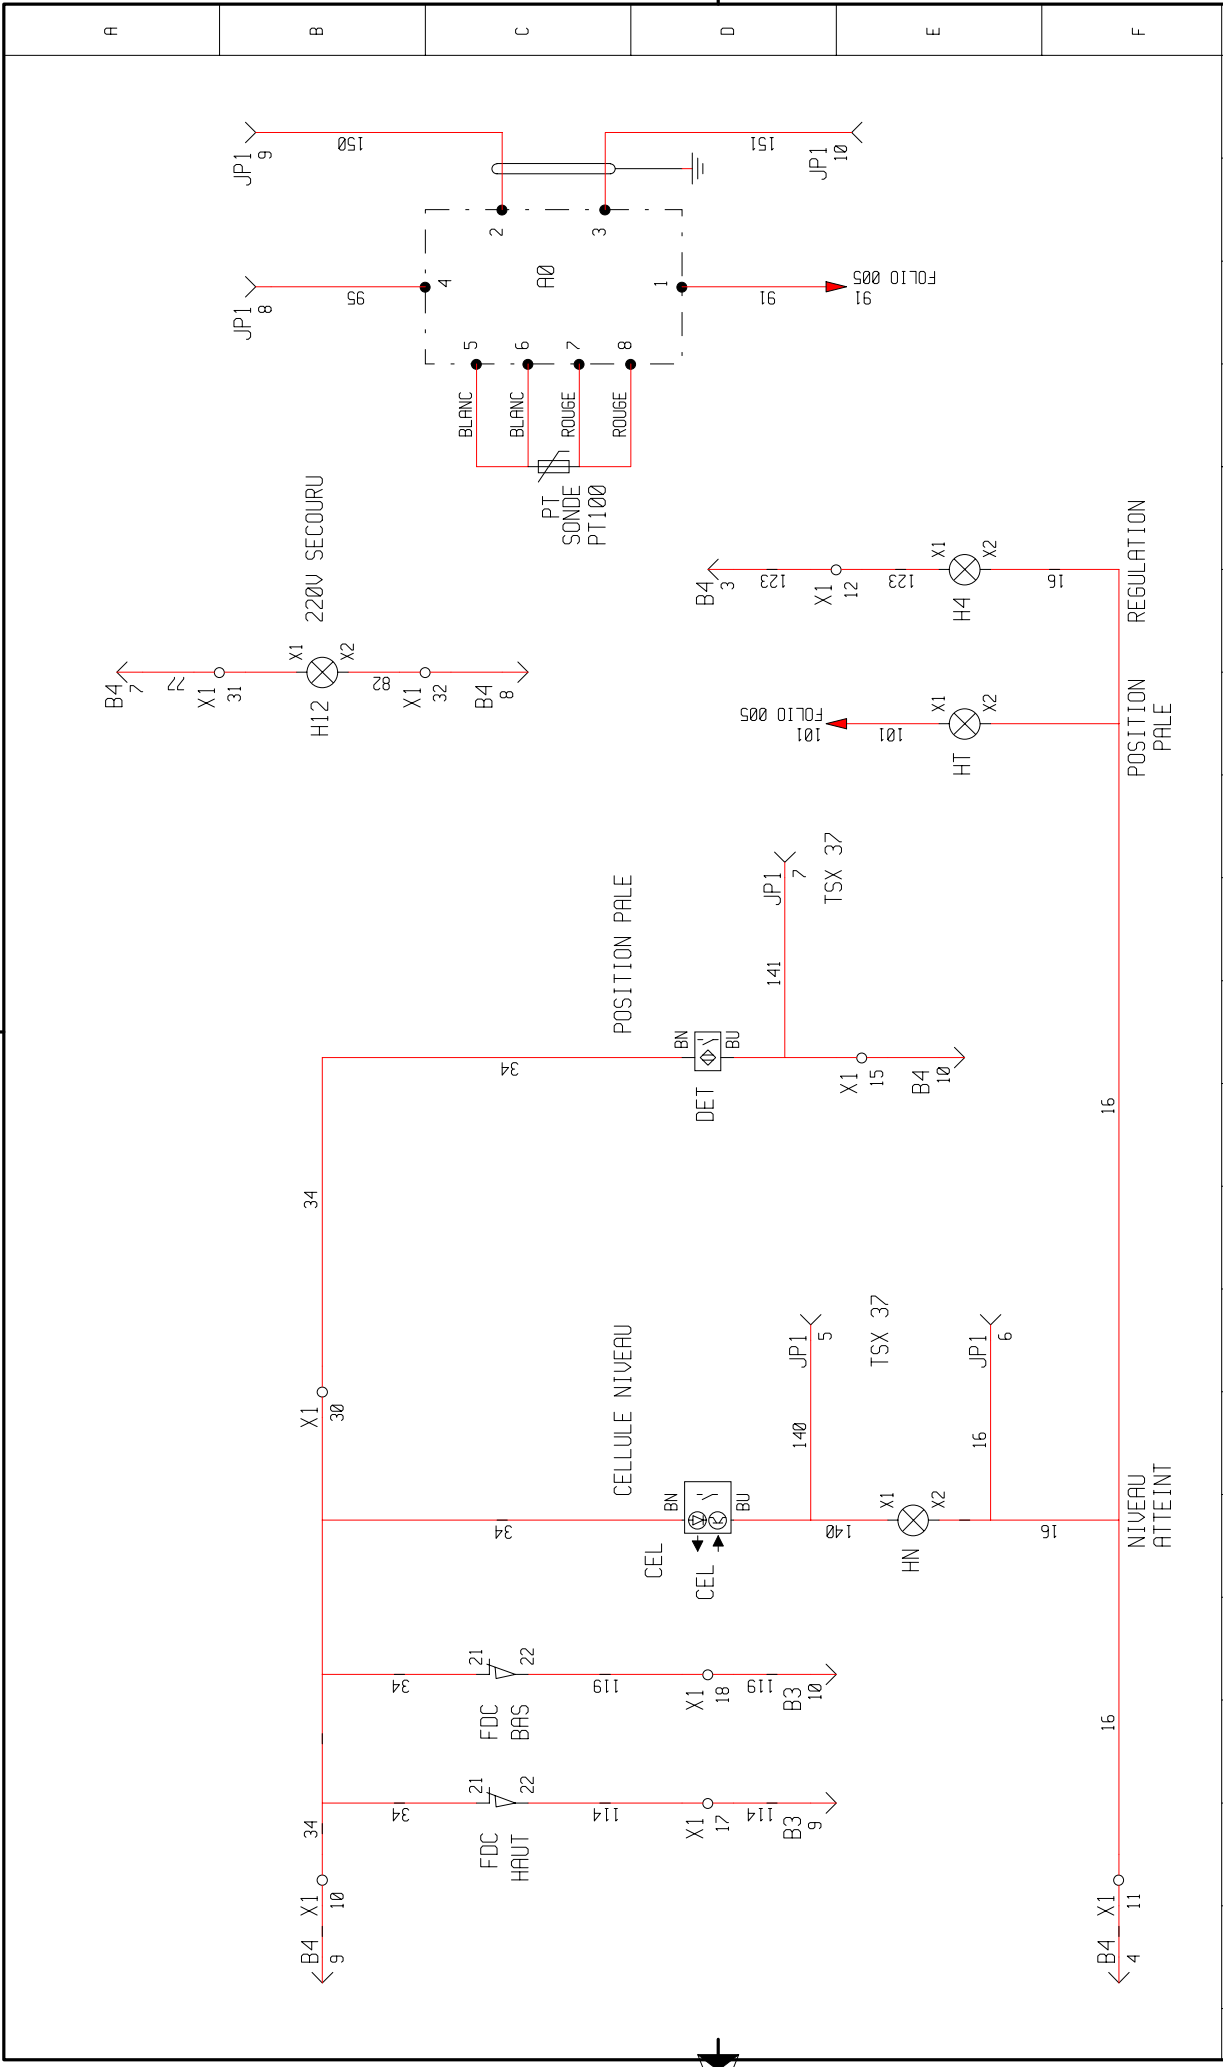 A
B
C
D
E
F
B4
9
X1
10
34
34
FDC
HAUT
21
22
114
X1
17
114
B3
9
34
FDC
BAS
21
22
119
X1
18
119
B3
10
X1
30
34
34
CELLULE NIVEAU
CEL
CEL
BN
BU
140
140
JP1
5
TSX 37
HN
X1
X2
16
JP1
6
16
NIVEAU
ATTEINT
B4
4
X1
11
16
16
34
POSITION PALE
DET
BN
BU
141
JP1
7
TSX 37
X1
15
B4
10
B4
7
77
X1
31
H12
X1
X2
220V SECOURU
82
X1
32
B4
8
FOLIO 005
101
101
HT
X1
X2
POSITION
PALE
B4
3
123
X1
12
123
H4
X1
X2
16
REGULATION
PT
SONDE
PT100
BLANC
BLANC
ROUGE
ROUGE
5
6
7
8
A0
JP1
8
95
4
1
91
91
FOLIO 005
JP1
9
150
2
3
151
JP1
10